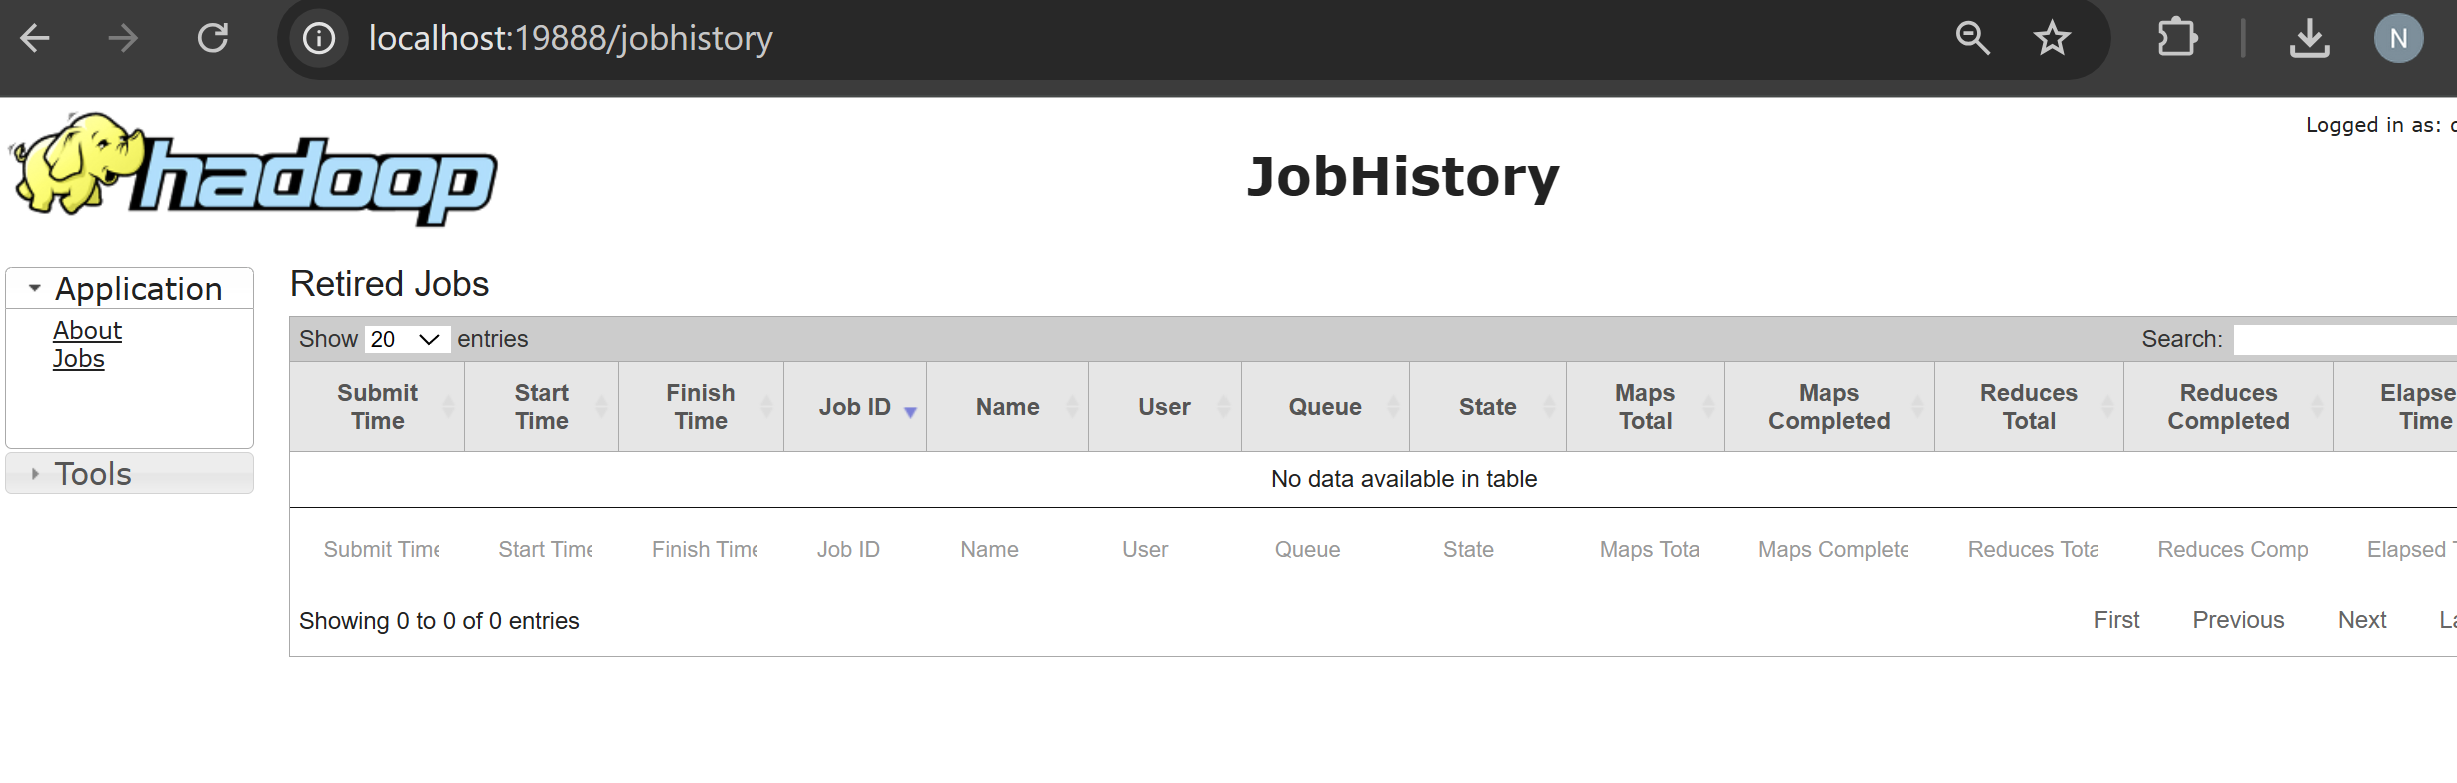 localhost:19888/jobhistory
N
hadoop
JobHistory
Logged in as:
Application
About
Jobs
Tools
Retired Jobs
Show 20 entries
Search:
Submit Time
Start Time
Finish Time
Job ID
Name
User
Queue
State
Maps Total
Maps Completed
Reduces Total
Reduces Completed
Elapse
Time
No data available in table
Submit Time
Start Time
Finish Time
Job ID
Name
User
Queue
State
Maps Tota
Maps Complete
Reduces Tota
Reduces Comp
Elapsed
Showing 0 to 0 of 0 entries
First Previous Next La